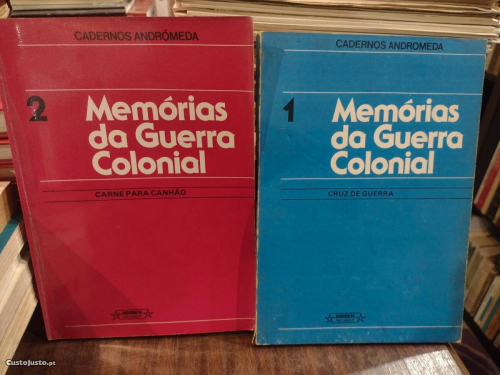 CADERNOS ANDRÓMEDA
2
Memórias
da Guerra
Colonial
CARNE PARA CANHÃO
CADERNOS ANDROMEDA
1
Memórias
da Guerra
Colonial
CRUZ DE GUERRA
CustoJusto.pt